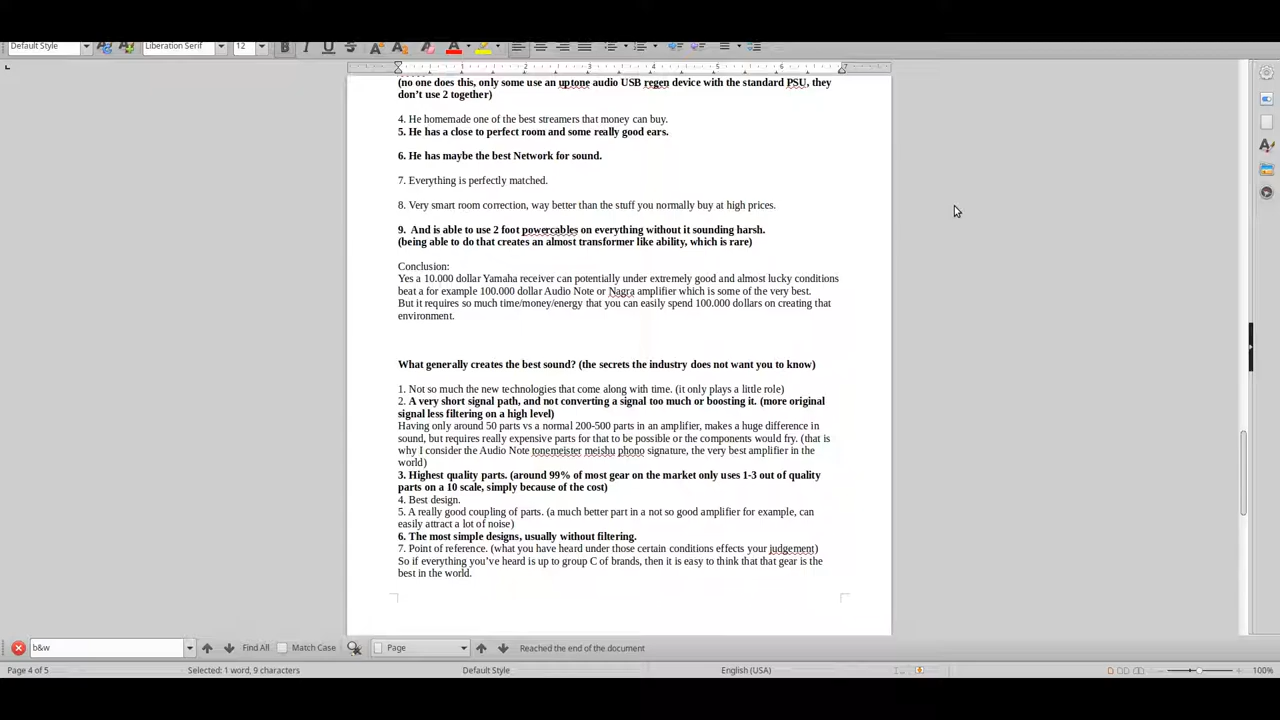 Default Style
Liberation Serif
12
1
2
3
4
5
6
7
(no one does this, only some use an uptone audio USB regen device with the standard PSU, they
don't use 2 together)
4. He homemade one of the best streamers that money can buy.
5. He has a close to perfect room and some really good ears.
6. He has maybe the best Network for sound.
7. Everything is perfectly matched.
8. Very smart room correction, way better than the stuff you normally buy at high prices.
9. And is able to use 2 foot powercables on everything without it sounding harsh.
(being able to do that creates an almost transformer like ability, which is rare)
Conclusion:
Yes a 10.000 dollar Yamaha receiver can potentially under extremely good and almost lucky conditions
beat a for example 100.000 dollar Audio Note or Nagra amplifier which is some of the very best.
But it requires so much time/money/energy that you can easily spend 100.000 dollars on creating that
environment.
What generally creates the best sound? (the secrets the industry does not want you to know)
1. Not so much the new technologies that come along with time. (it only plays a little role)
2. A very short signal path, and not converting a signal too much or boosting it. (more original
signal less filtering on a high level)
Having only around 50 parts vs a normal 200-500 parts in an amplifier, makes a huge difference in
sound, but requires really expensive parts for that to be possible or the components would fry. (that is
why I consider the Audio Note tonemeister meishu phono signature, the very best amplifier in the
world)
3. Highest quality parts. (around 99% of most gear on the market only uses 1-3 out of quality
parts on a 10 scale, simply because of the cost)
4. Best design.
5. A really good coupling of parts. (a much better part in a not so good amplifier for example, can
easily attract a lot of noise)
6. The most simple designs, usually without filtering.
7. Point of reference. (what you have heard under those certain conditions effects your judgement)
So if everything you've heard is up to group C of brands, then it is easy to think that that gear is the
best in the world.
b&w
Find All
Match Case
Page
Reached the end of the document
Page 4 of 5
Selected: 1 word, 9 characters
Default Style
English (USA)
100%